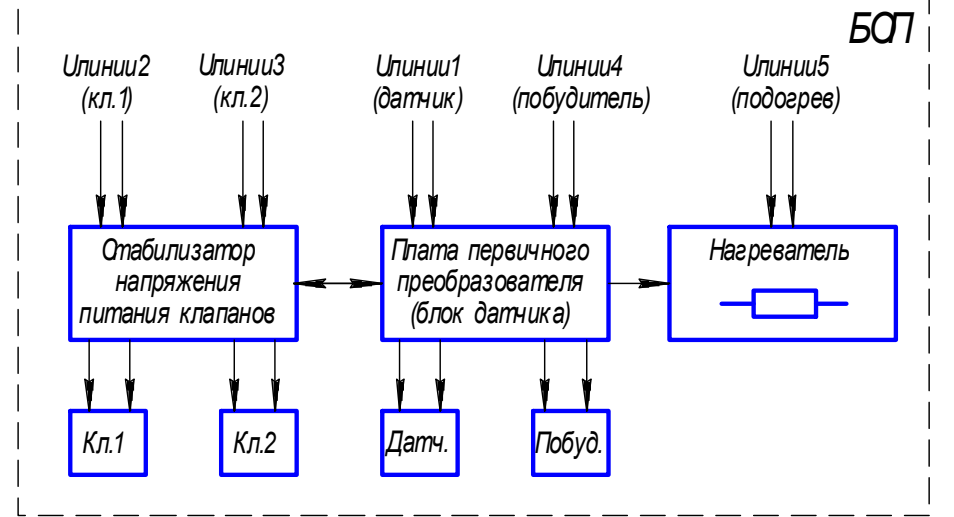 БСП
Uлинии2
(кл.1)
Uлинии3
(кл.2)
Uлинии1
(датчик)
Uлинии4
(побудитель)
Uлинии5
(подогрев)
Стабилизатор
напряжения
питания клапанов
Плата первичного
преобразователя
(блок датчика)
Нагреватель
Кл.1
Кл.2
Датч.
Побуд.